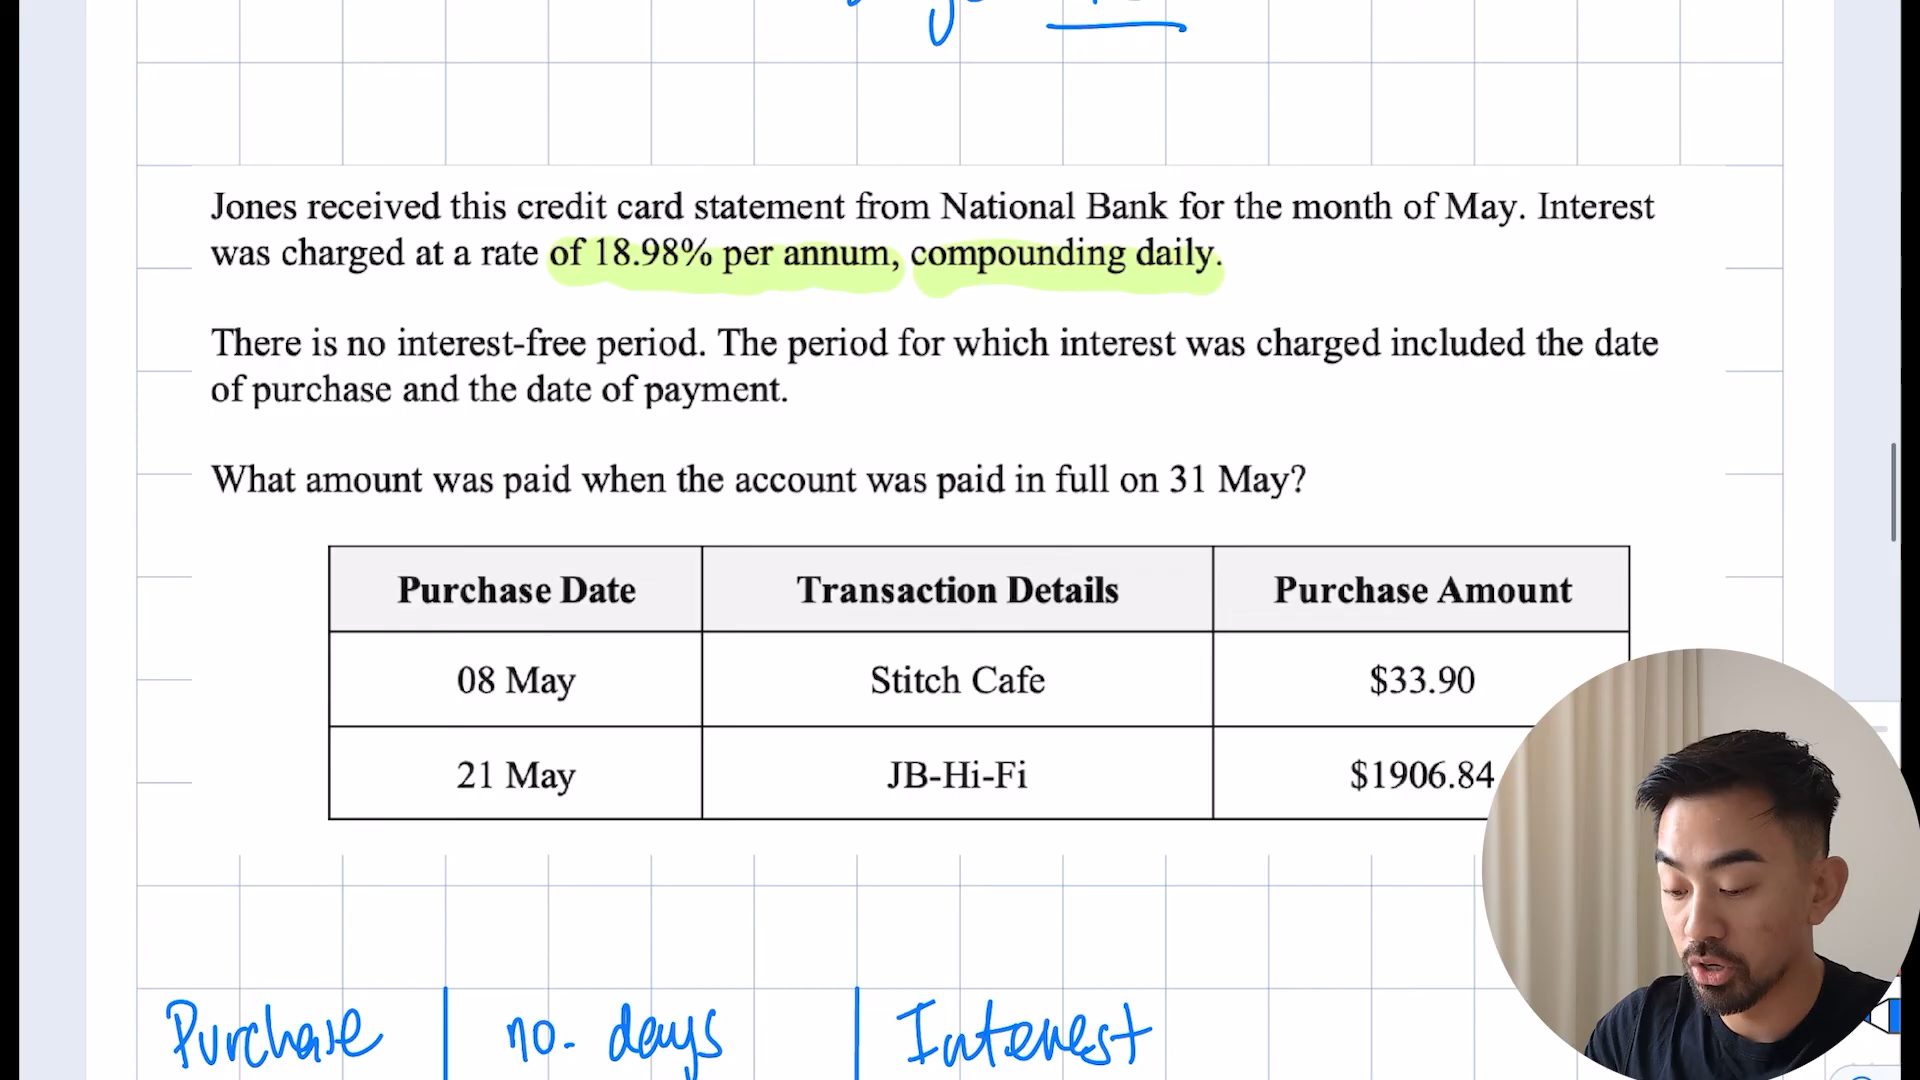 Jones received this credit card statement from National Bank for the month of May. Interest
was charged at a rate of 18.98% per annum, compounding daily.
There is no interest-free period. The period for which interest was charged included the date
of purchase and the date of payment.
What amount was paid when the account was paid in full on 31 May?
Purchase Date Transaction Details Purchase Amount
08 May Stitch Cafe $33.90
21 May JB-Hi-Fi $1906.84
Purchase no. days Interest